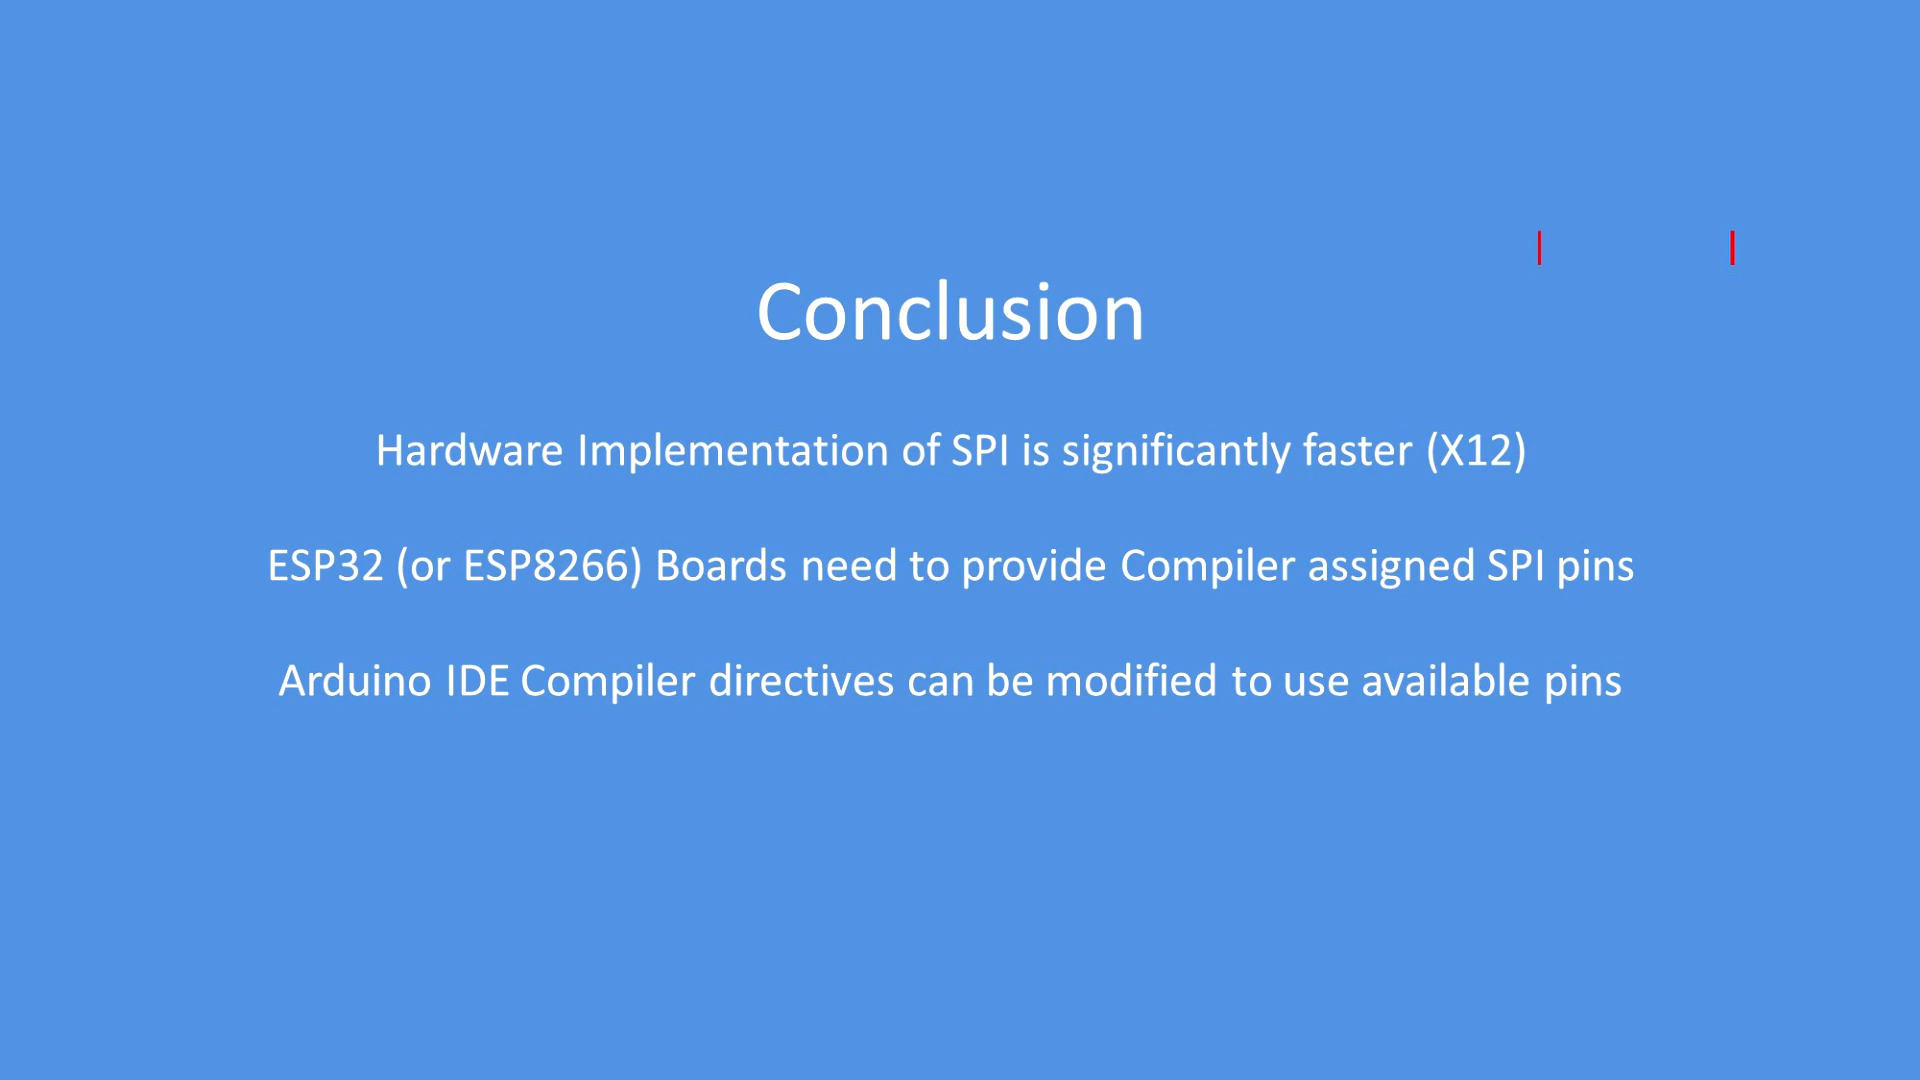 Conclusion
Hardware Implementation of SPI is significantly faster (X12)
ESP32 (or ESP8266) Boards need to provide Compiler assigned SPI pins
Arduino IDE Compiler directives can be modified to use available pins